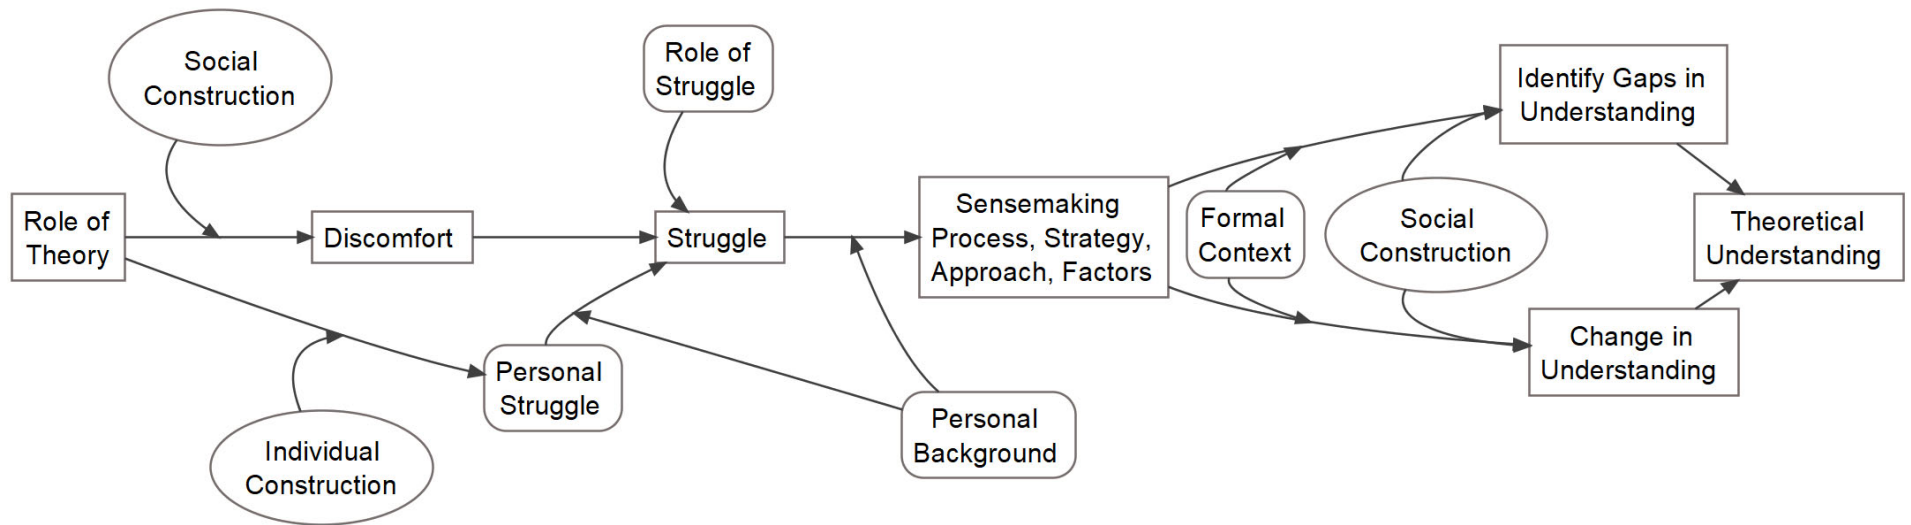 Social
Construction
Role of
Struggle
Identify Gaps in
Understanding
Role of
Theory
Discomfort
Struggle
Sensemaking
Process, Strategy,
Approach, Factors
Formal
Context
Social
Construction
Theoretical
Understanding
Personal
Struggle
Change in
Understanding
Individual
Construction
Personal
Background